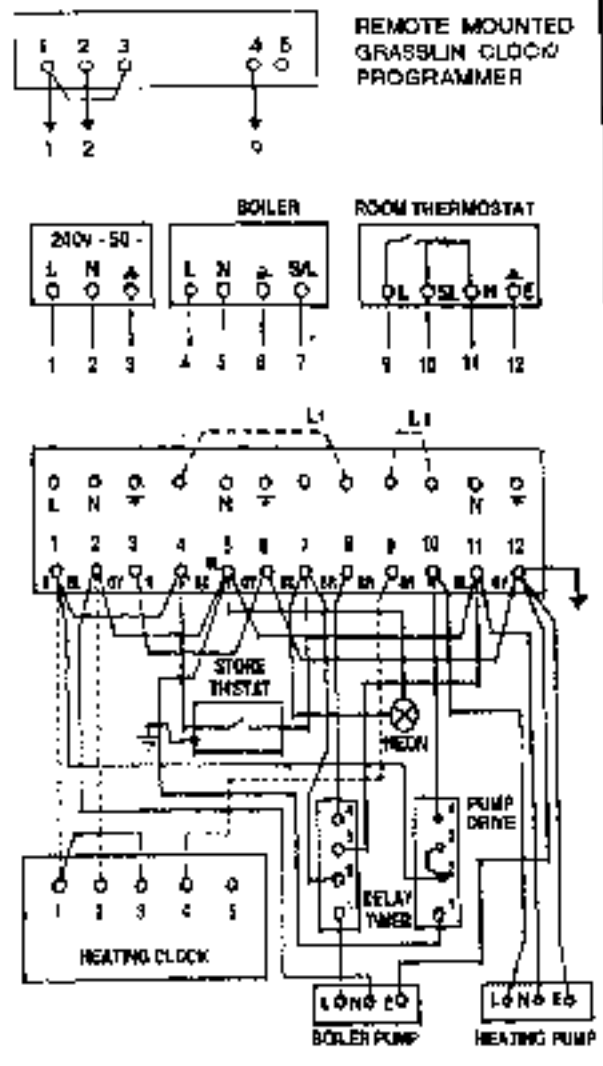 REMOTE MOUNTED
GRASSLIN CLOCK/
PROGRAMMER
1 2 3 4 5
1 2 9
BOILER
ROOM THERMOSTAT
240v - 50 -
L N
L N S/L
L SL N E
1 2 3 4 5 6 7 9 10 11 12
L1
L N N N
1 2 3 4 5 6 7 8 9 10 11 12
STORE
THSTAT
NEON
PUMP
DRIVE
DELAY
TIMER
1 2 3 4 5
HEATING CLOCK
L N E
BOILER PUMP
L N E
HEATING PUMP